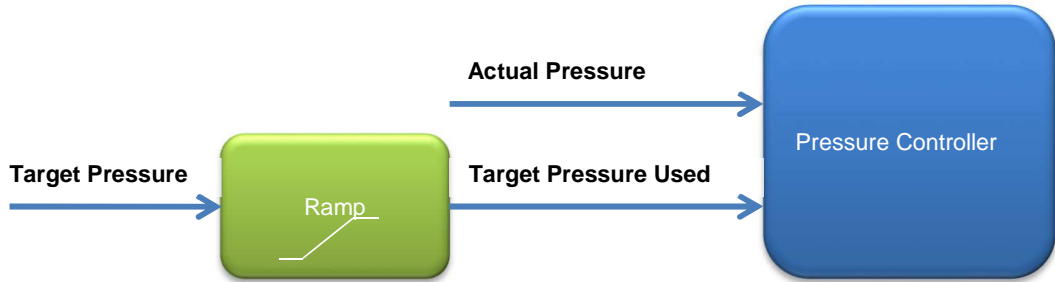 Actual Pressure
Pressure Controller
Target Pressure
Target Pressure Used
Ramp